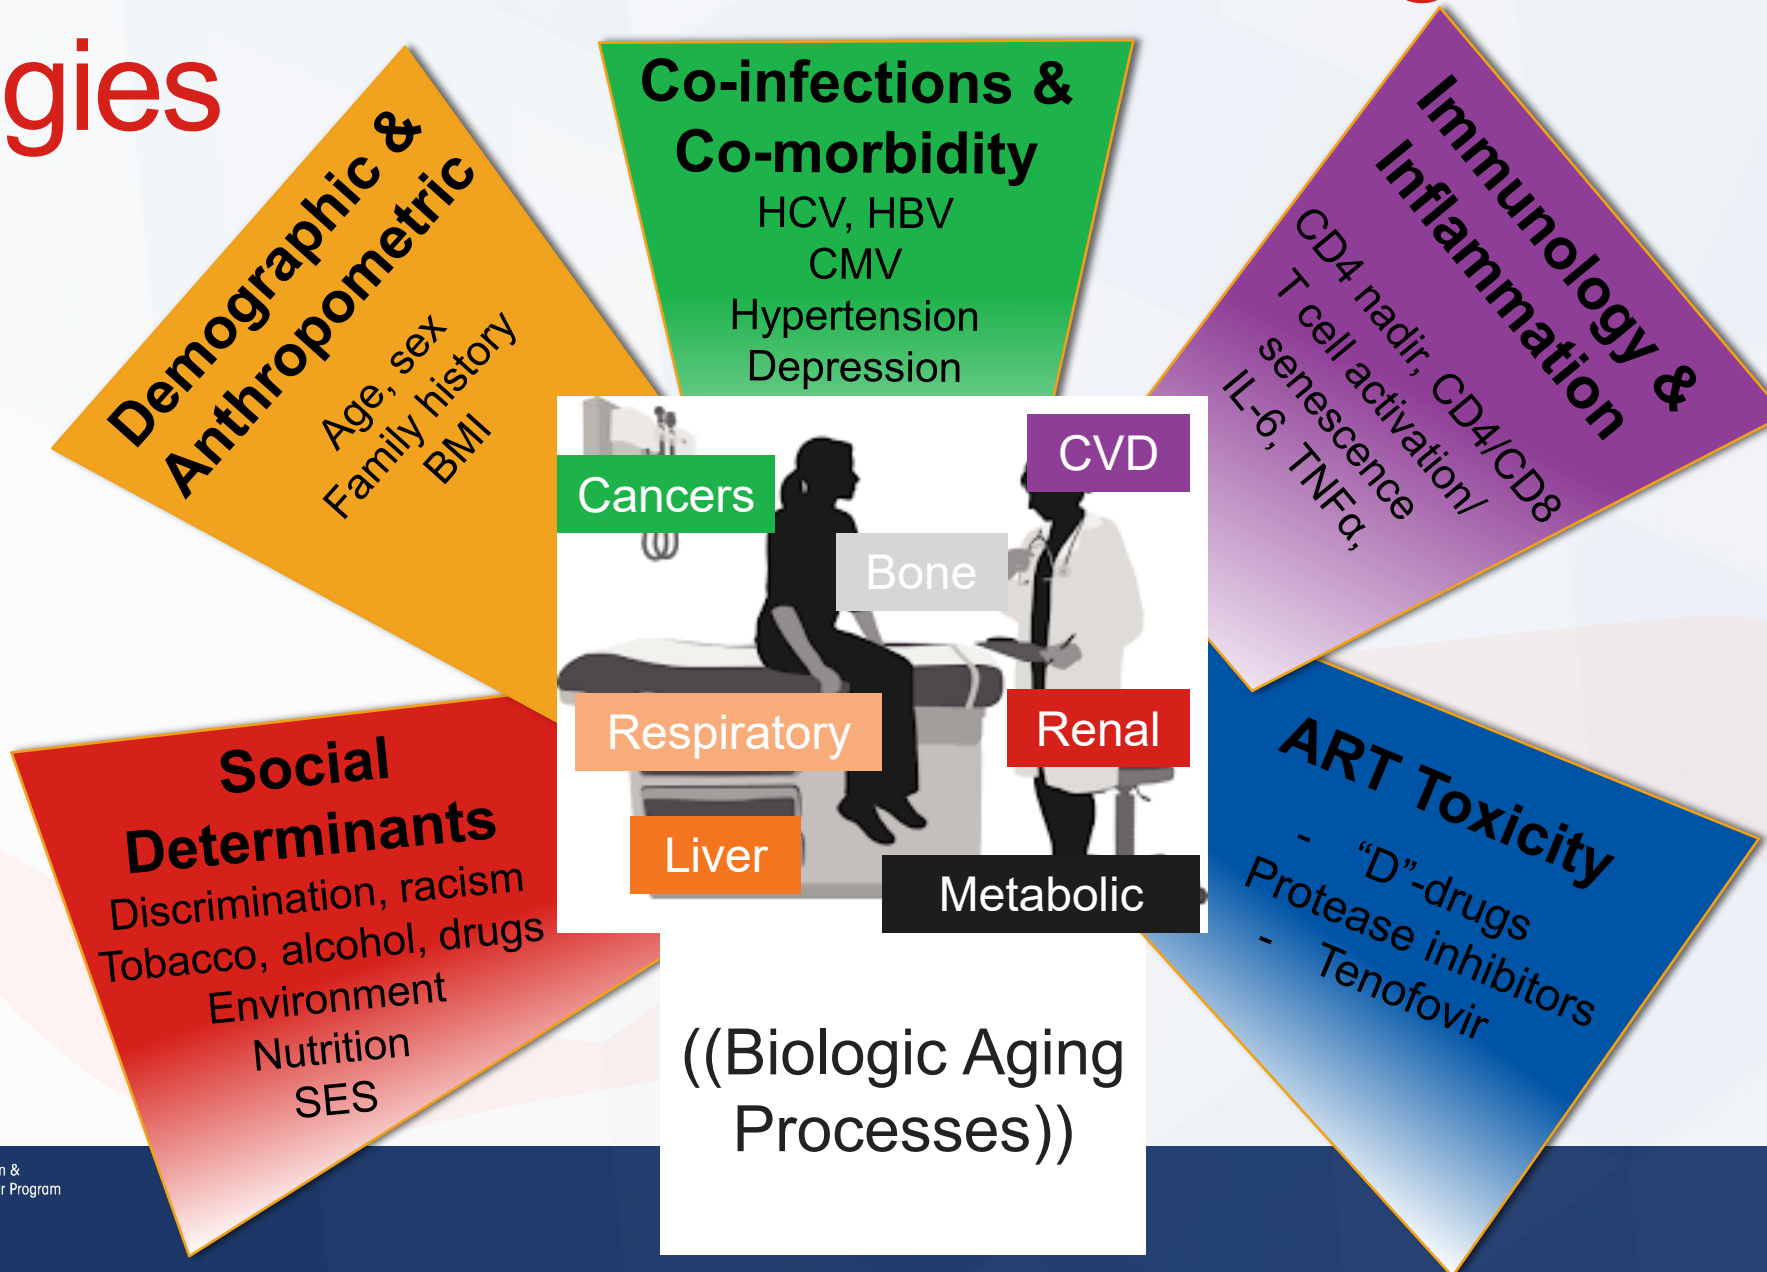 gies
Demographic &
Anthropometric
Age, sex
Family history
BMI
Co-infections &
Co-morbidity
HCV, HBV
CMV
Hypertension
Depression
Immunology &
Inflammation
CD4 nadir, CD4/CD8
T cell activation/
senescence
IL-6, TNFα,
CVD
Cancers
Bone
Respiratory
Renal
Liver
Metabolic
Social
Determinants
Discrimination, racism
Tobacco, alcohol, drugs
Environment
Nutrition
SES
ART Toxicity
- “D”-drugs
Protease inhibitors
- Tenofovir
((Biologic Aging
Processes))
n &
r Program